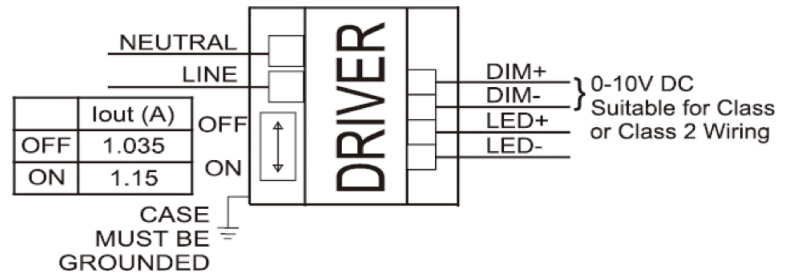 NEUTRAL
LINE
Iout (A)
OFF 1.035
ON 1.15
OFF
ON
CASE
MUST BE
GROUNDED
DRIVER
DIM+
DIM-
LED+
LED-
0-10V DC
Suitable for Class
or Class 2 Wiring